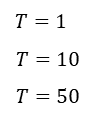 T = 1
T = 10
T = 50